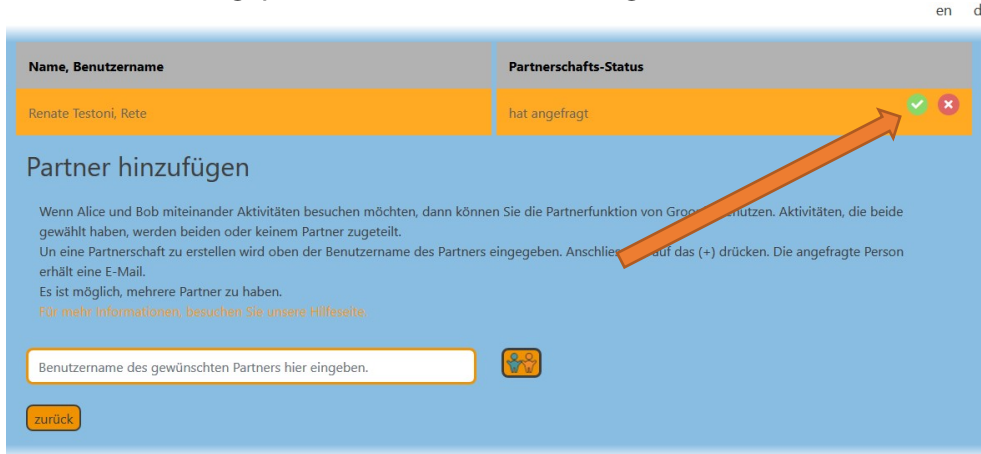 en d
Name, Benutzername Partnerschafts-Status
Renate Testoni, Rete hat angefragt
Partner hinzufügen
Wenn Alice und Bob miteinander Aktivitäten besuchen möchten, dann können Sie die Partnerfunktion von benutzen. Aktivitäten, die beide
gewählt haben, werden beiden oder keinem Partner zugeteilt.
Un eine Partnerschaft zu erstellen wird oben der Benutzername des Partners eingegeben. auf das (+) drücken. Die angefragte Person
erhält eine E-Mail.
Es ist möglich, mehrere Partner zu haben.
Für mehr Informationen, besuchen Sie unsere Hilfeseite.
Benutzername des gewünschten Partners hier eingeben.
zurück